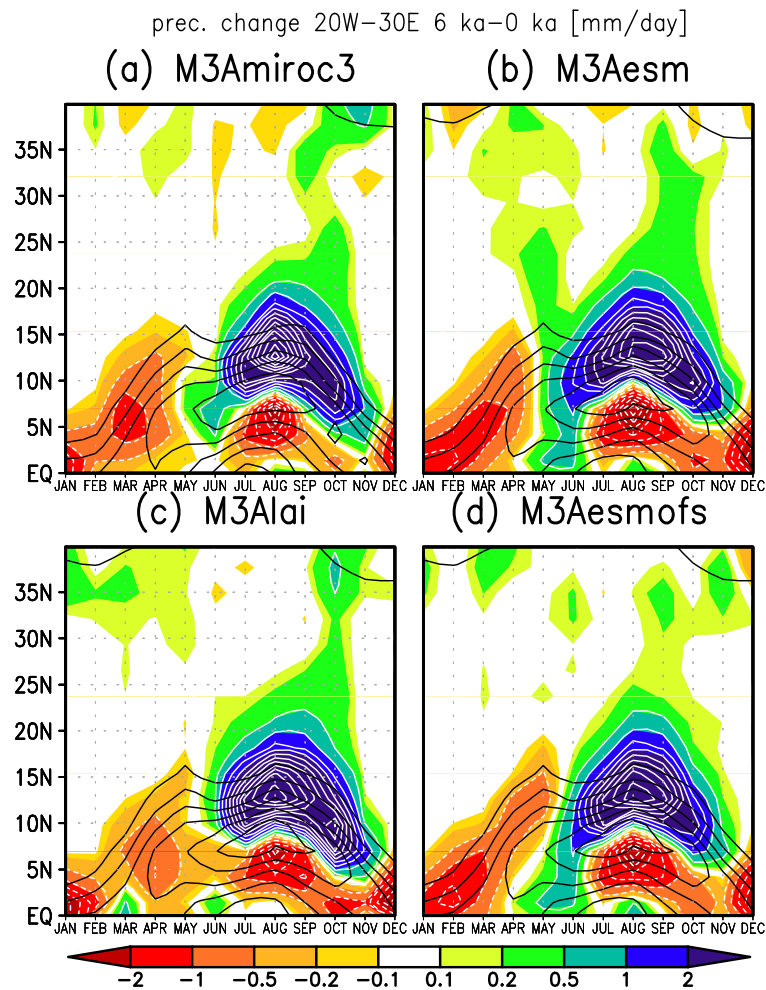 prec. change 20W−30E 6 ka−0 ka [mm/day]
(a) M3Amiroc3
(b) M3Aesm
35N
30N
25N
20N
15N
10N
5N
EQ
JAN FEB MAR APR MAY JUN JUL AUG SEP OCT NOV DEC
JAN FEB MAR APR MAY JUN JUL AUG SEP OCT NOV DEC
(c) M3Alai
(d) M3Aesmofs
35N
30N
25N
20N
15N
10N
5N
EQ
JAN FEB MAR APR MAY JUN JUL AUG SEP OCT NOV DEC
JAN FEB MAR APR MAY JUN JUL AUG SEP OCT NOV DEC
−2 −1 −0.5 −0.2 −0.1 0.1 0.2 0.5 1 2